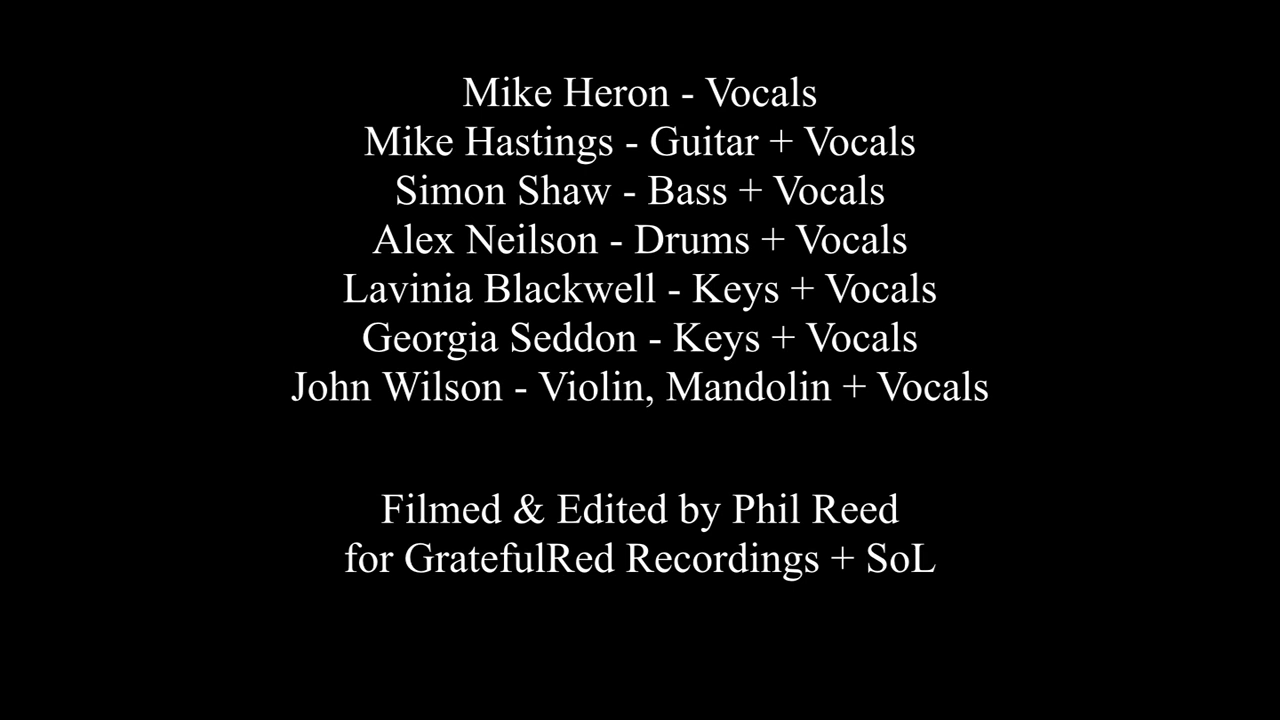 Mike Heron - Vocals
Mike Hastings - Guitar + Vocals
Simon Shaw - Bass + Vocals
Alex Neilson - Drums + Vocals
Lavinia Blackwell - Keys + Vocals
Georgia Seddon - Keys + Vocals
John Wilson - Violin, Mandolin + Vocals
Filmed & Edited by Phil Reed
for GratefulRed Recordings + SoL